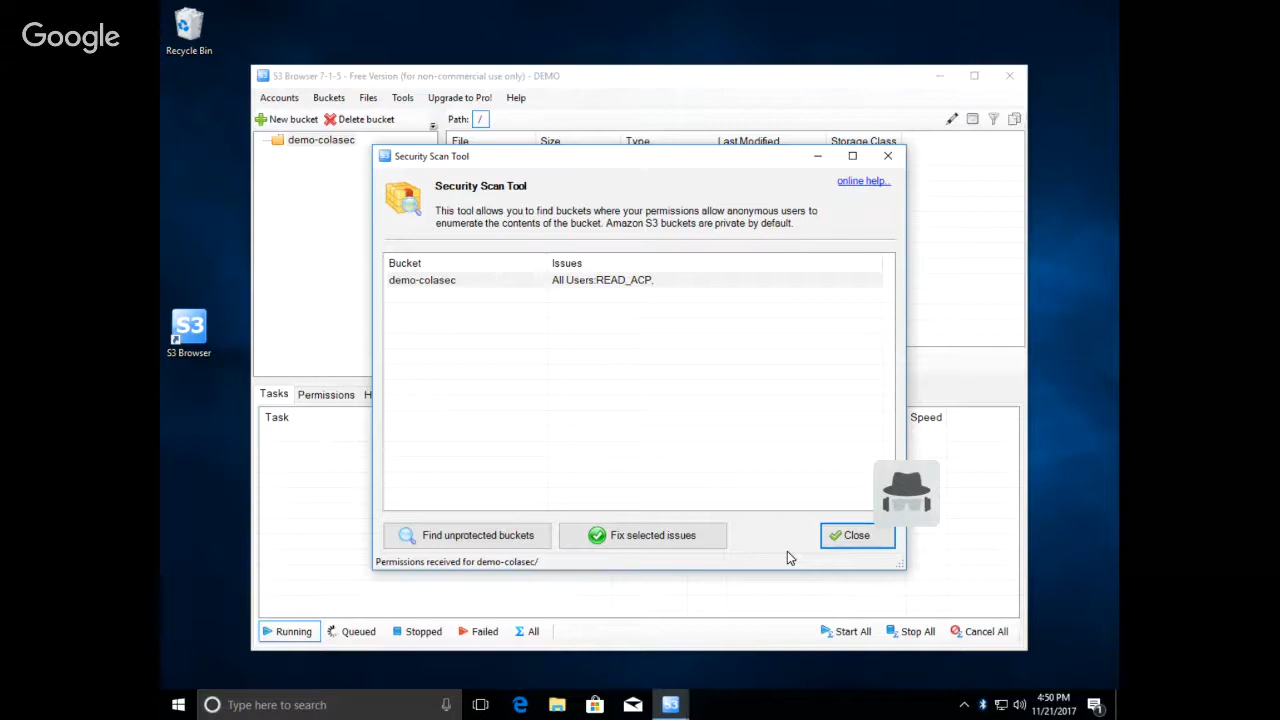 Google
Recycle Bin
S3 Browser 7-1-5 - Free Version (for non-commercial use only) - DEMO
Accounts Buckets Files Tools Upgrade to Pro! Help
New bucket Delete bucket Path: /
demo-colasec File Size Type Last Modified Storage Class
Security Scan Tool
Security Scan Tool online help..
This tool allows you to find buckets where your permissions allow anonymous users to
enumerate the contents of the bucket. Amazon S3 buckets are private by default.
Bucket Issues
demo-colasec All Users:READ_ACP,
S3
S3 Browser
Tasks Permissions H
Task Speed
Find unprotected buckets Fix selected issues Close
Permissions received for demo-colasec/
Running Queued Stopped Failed All Start All Stop All Cancel All
Type here to search S3 4:50 PM
11/21/2017 1